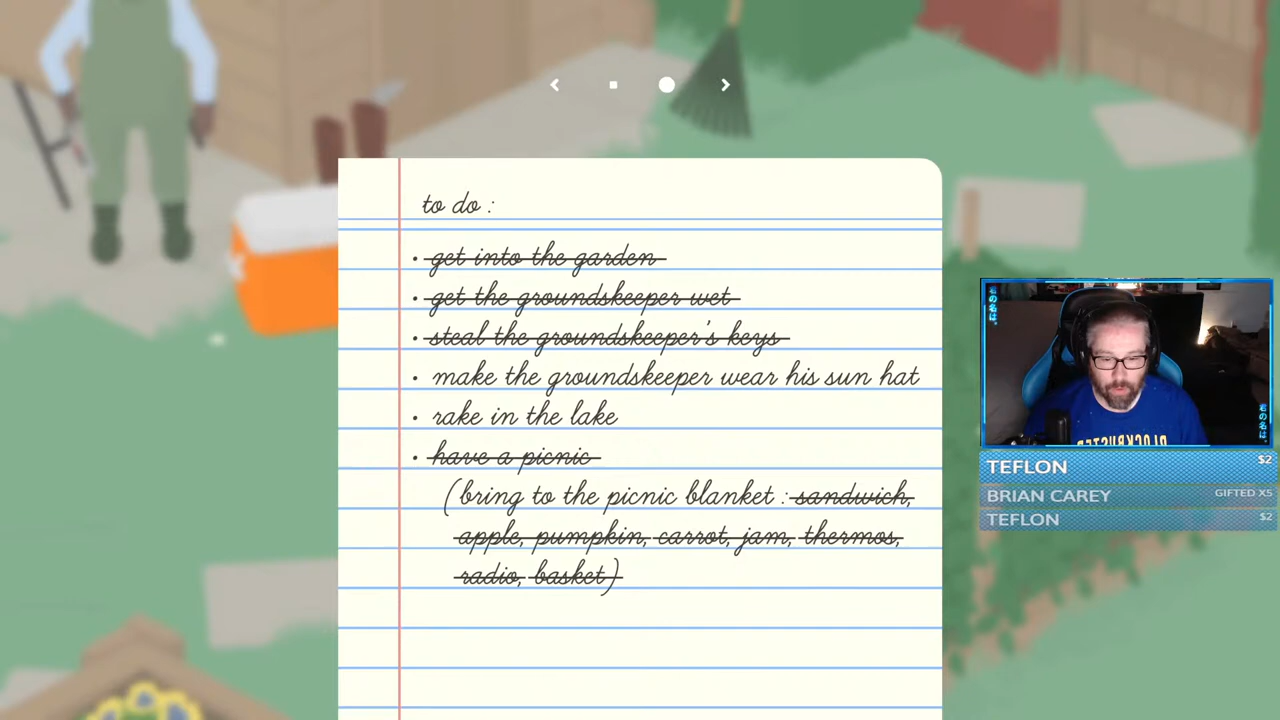 to do :
• get into the garden
• get the groundskeeper wet
• steal the groundskeeper's keys
• make the groundskeeper wear his sun hat
• rake in the lake
• have a picnic
(bring to the picnic blanket : sandwich,
apple, pumpkin, carrot, jam, thermos,
radio, basket)
TEFLON $2
BRIAN CAREY GIFTED X5
TEFLON $2
BLOCKBUSTER